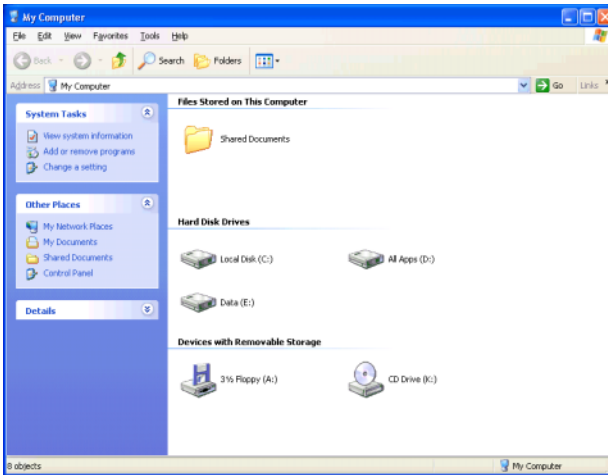 My Computer
File Edit View Favorites Tools Help
Back Search Folders
Address My Computer Go Links
System Tasks
View system information
Add or remove programs
Change a setting
Other Places
My Network Places
My Documents
Shared Documents
Control Panel
Details
Files Stored on This Computer
Shared Documents
Hard Disk Drives
Local Disk (C:) All Apps (D:)
Data (E:)
Devices with Removable Storage
3½ Floppy (A:) CD Drive (K:)
8 objects My Computer